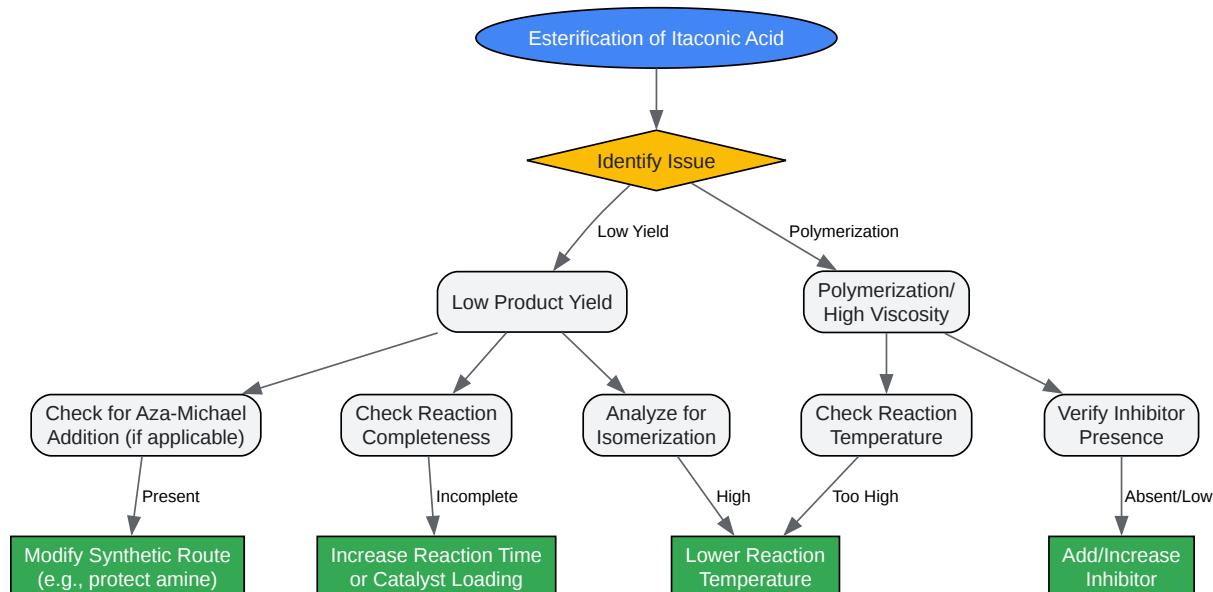 Esterification of Itaconic Acid
Identify Issue
Low Yield
Polymerization
Low Product Yield
Polymerization/
High Viscosity
Check for Aza-Michael
Addition (if applicable)
Check Reaction
Completeness
Analyze for
Isomerization
Check Reaction
Temperature
Verify Inhibitor
Presence
Present
Incomplete
High
Too High
Absent/Low
Modify Synthetic Route
(e.g., protect amine)
Increase Reaction Time
or Catalyst Loading
Lower Reaction
Temperature
Add/Increase
Inhibitor